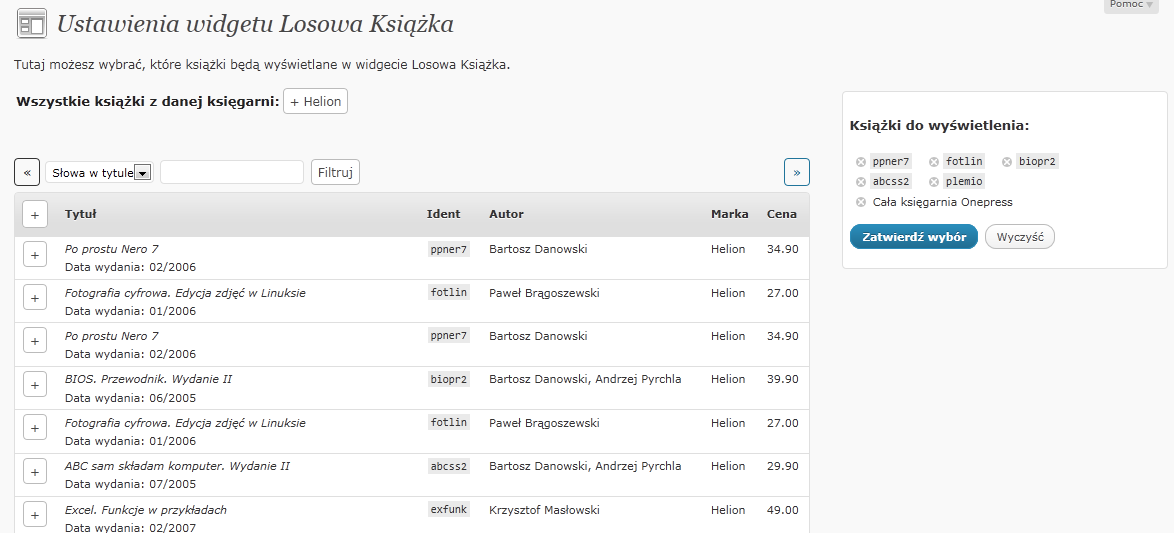 Pomoc
Ustawienia widgetu Losowa Książka
Tutaj możesz wybrać, które książki będą wyświetlane w widgecie Losowa Książka.
Wszystkie książki z danej księgarni: + Helion
« Słowa w tytule Filtruj »
+ Tytuł Ident Autor Marka Cena
+ Po prostu Nero 7 ppner7 Bartosz Danowski Helion 34.90
Data wydania: 02/2006
+ Fotografia cyfrowa. Edycja zdjęć w Linuksie fotlin Paweł Brągoszewski Helion 27.00
Data wydania: 01/2006
+ Po prostu Nero 7 ppner7 Bartosz Danowski Helion 34.90
Data wydania: 02/2006
+ BIOS. Przewodnik. Wydanie II biopr2 Bartosz Danowski, Andrzej Pyrchla Helion 39.90
Data wydania: 06/2005
+ Fotografia cyfrowa. Edycja zdjęć w Linuksie fotlin Paweł Brągoszewski Helion 27.00
Data wydania: 01/2006
+ ABC sam składam komputer. Wydanie II abcss2 Bartosz Danowski, Andrzej Pyrchla Helion 29.90
Data wydania: 07/2005
+ Excel. Funkcje w przykładach exfunk Krzysztof Masłowski Helion 49.00
Data wydania: 02/2007
Książki do wyświetlenia:
ppner7 fotlin biopr2
abcss2 plemio
Cała księgarnia Onepress
Zatwierdź wybór Wyczyść